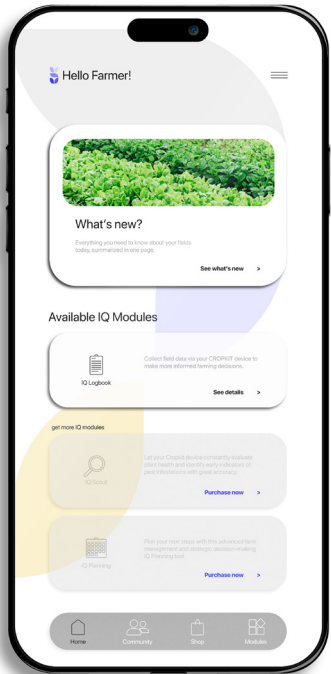 Hello Farmer!
What's new?
Everything you need to know about your fields
today, summarized in one page.
See what's new >
Available IQ Modules
Collect field data via your CROPKIT device to
make more informed farming decisions.
IQ Logbook
See details >
get more IQ modules
Let your Cropkit device constantly evaluate
plant health and identify early indicators of
pest infestations with great accuracy.
IQ Scout
Purchase now >
Plan your next steps with this advanced farm
management and strategic decision-making
IQ Planning tool.
IQ Planning
Purchase now >
Home
Community
Shop
Modules